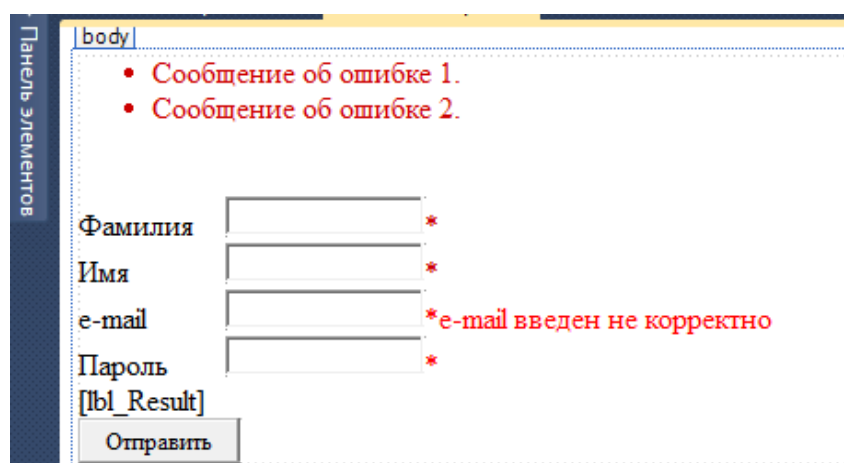 Панель элементов
body
• Сообщение об ошибке 1.
• Сообщение об ошибке 2.
Фамилия *
Имя *
e-mail *e-mail введен не корректно
Пароль *
[lbl_Result]
Отправить